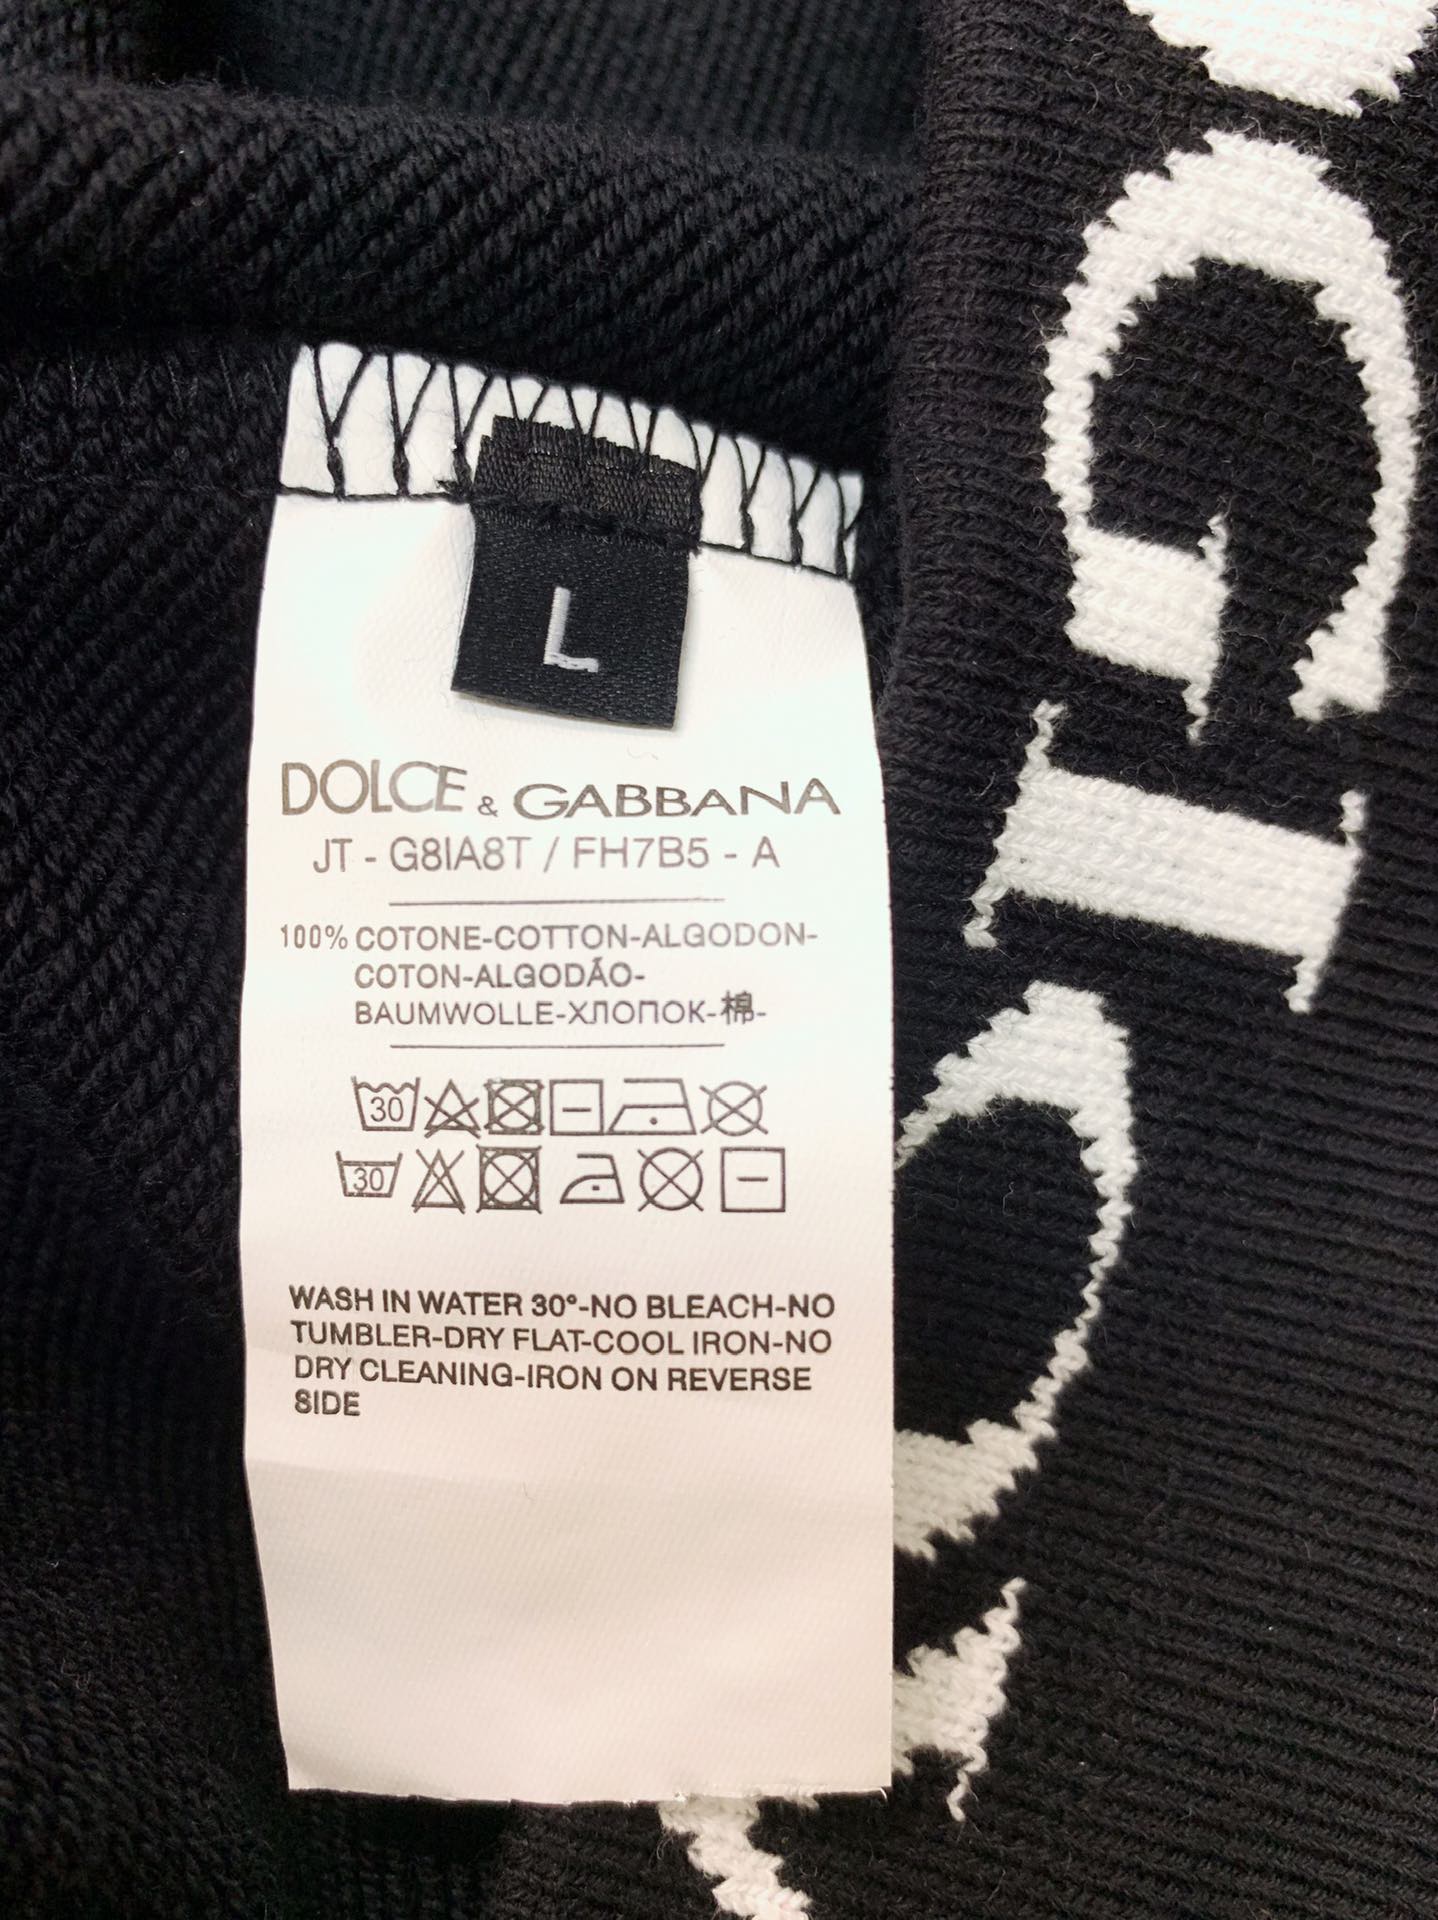 L
DOLCE & GABBANA
JT - G8IA8T / FH7B5 - A
100% COTONE-COTTON-ALGODON-
COTON-ALGODÃO-
BAUMWOLLE-ХЛОПОК-棉-
30
30
WASH IN WATER 30°-NO BLEACH-NO
TUMBLER-DRY FLAT-COOL IRON-NO
DRY CLEANING-IRON ON REVERSE
SIDE